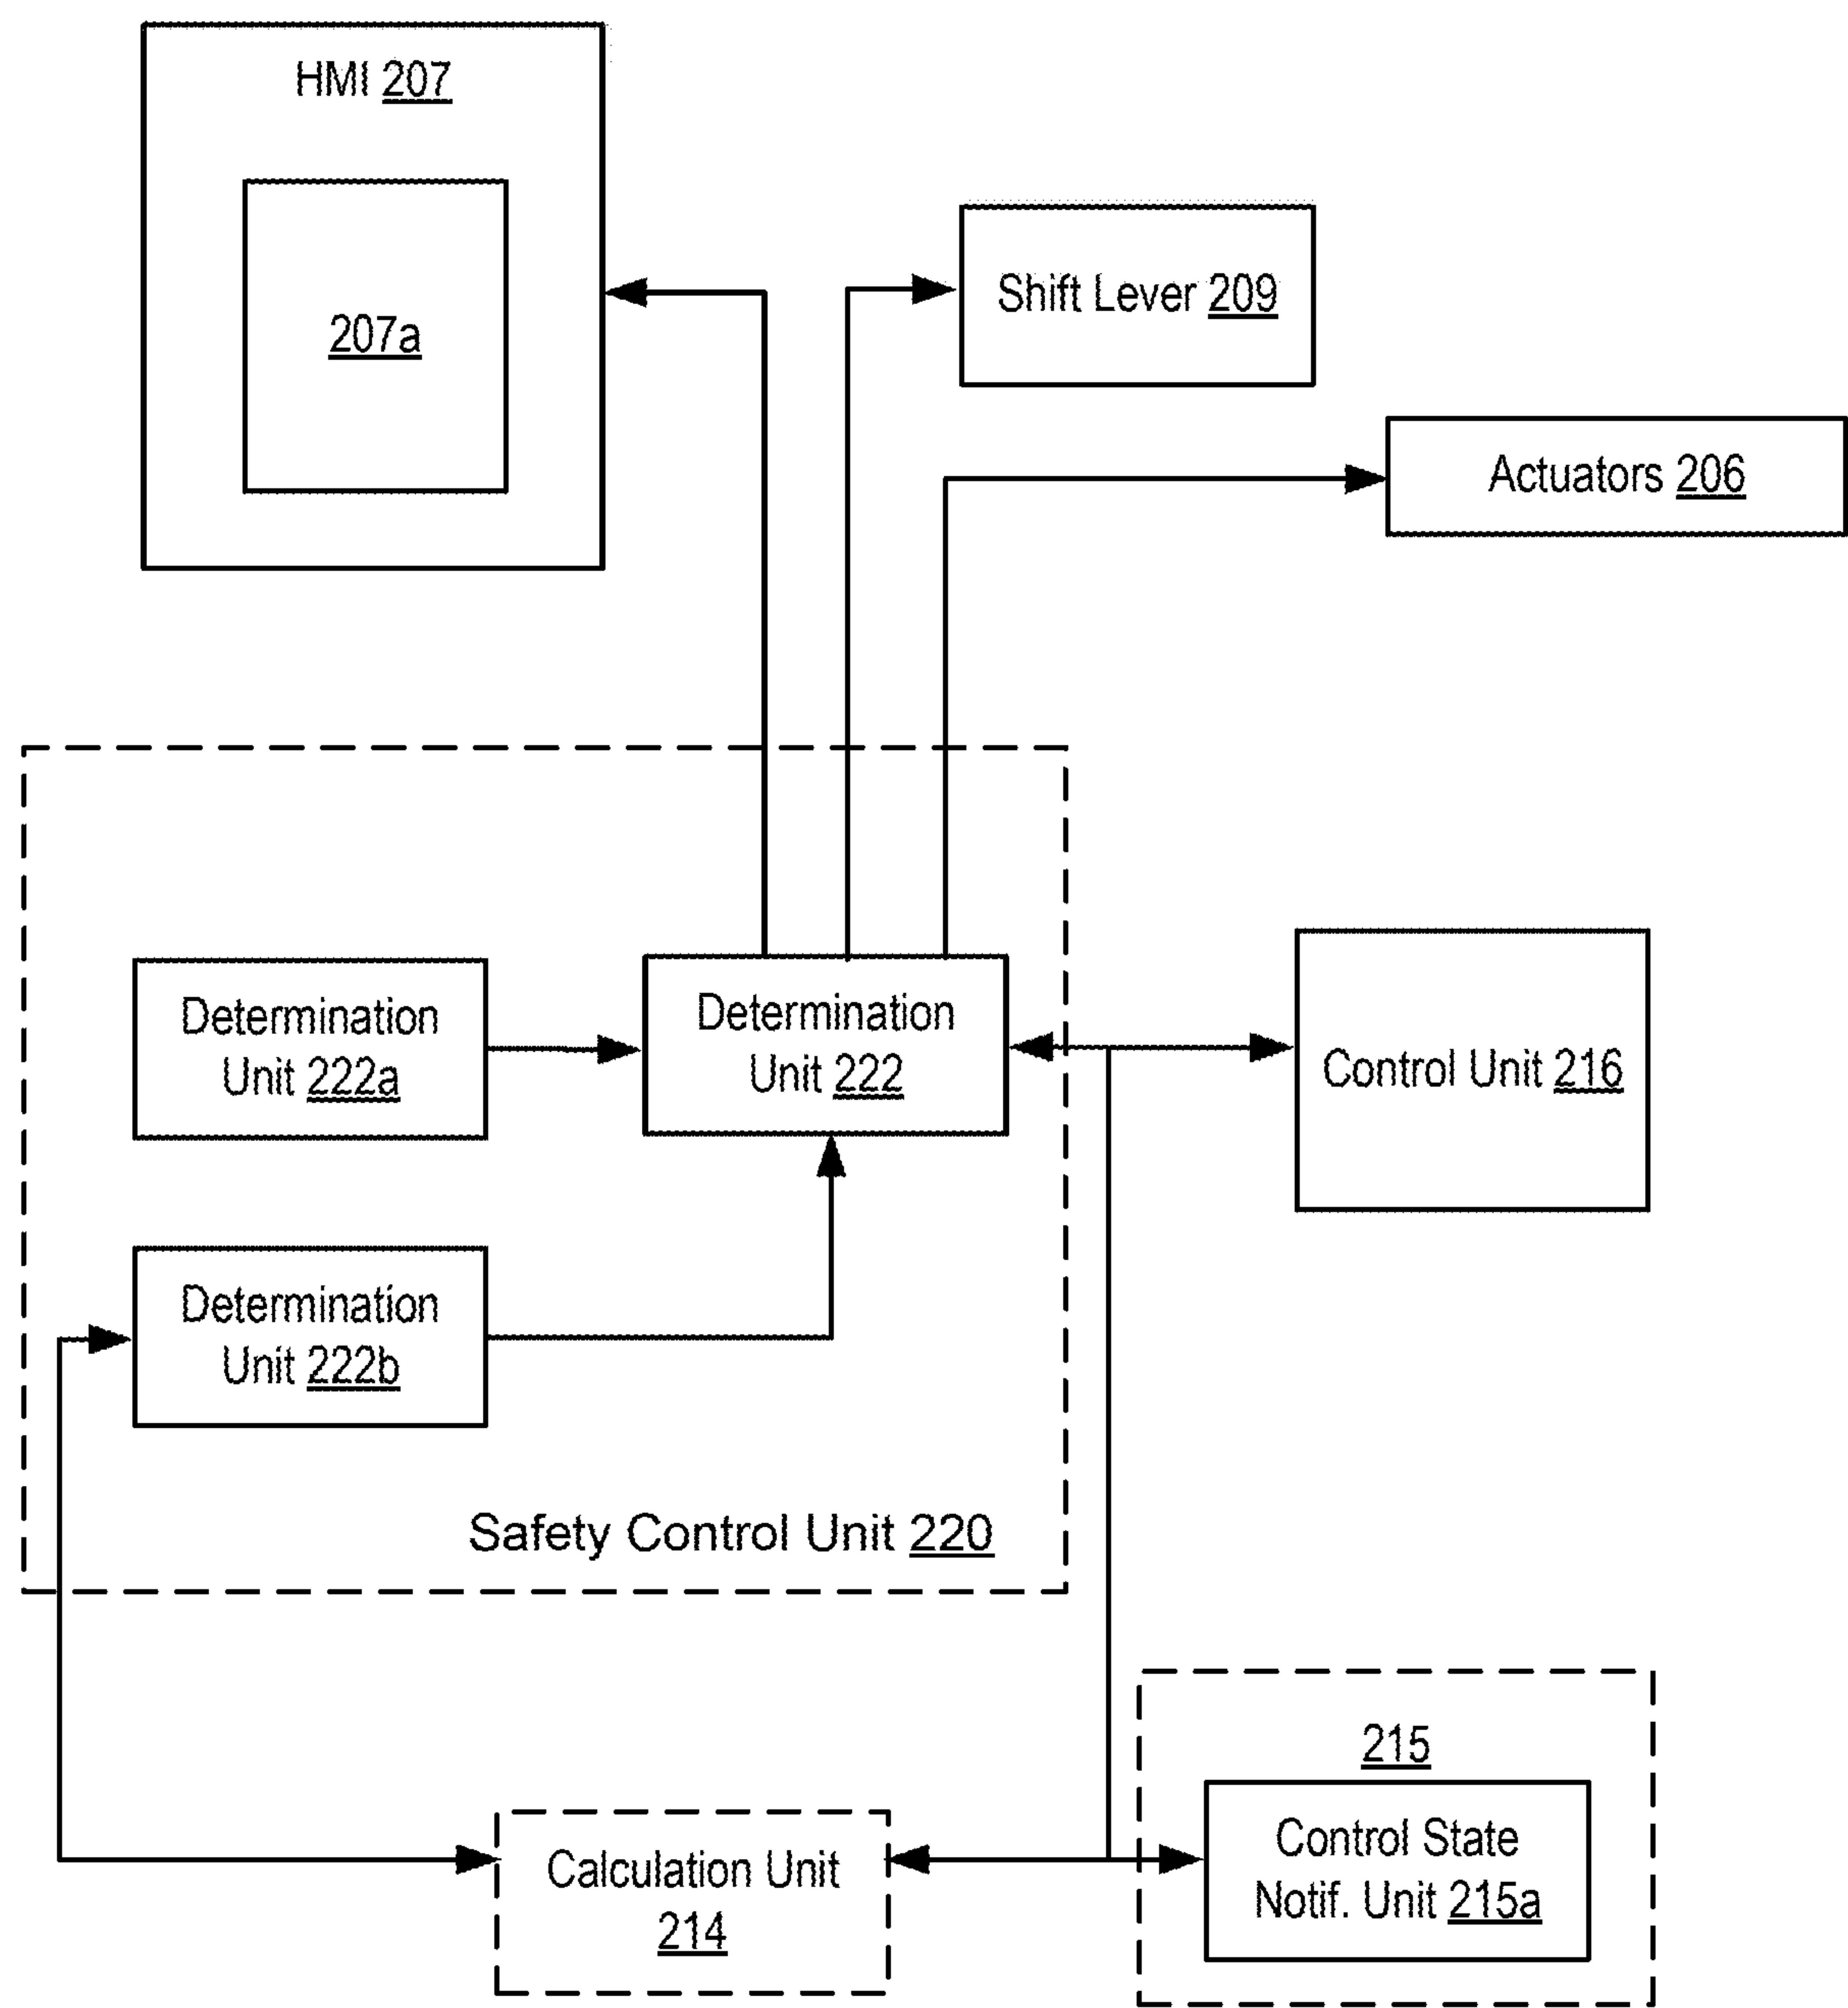 HMI 207
207a
Shift Lever 209
Actuators 206
Determination
Unit 222a
Determination
Unit 222
Control Unit 216
Determination
Unit 222b
Safety Control Unit 220
215
Calculation Unit
214
Control State
Notif. Unit 215a